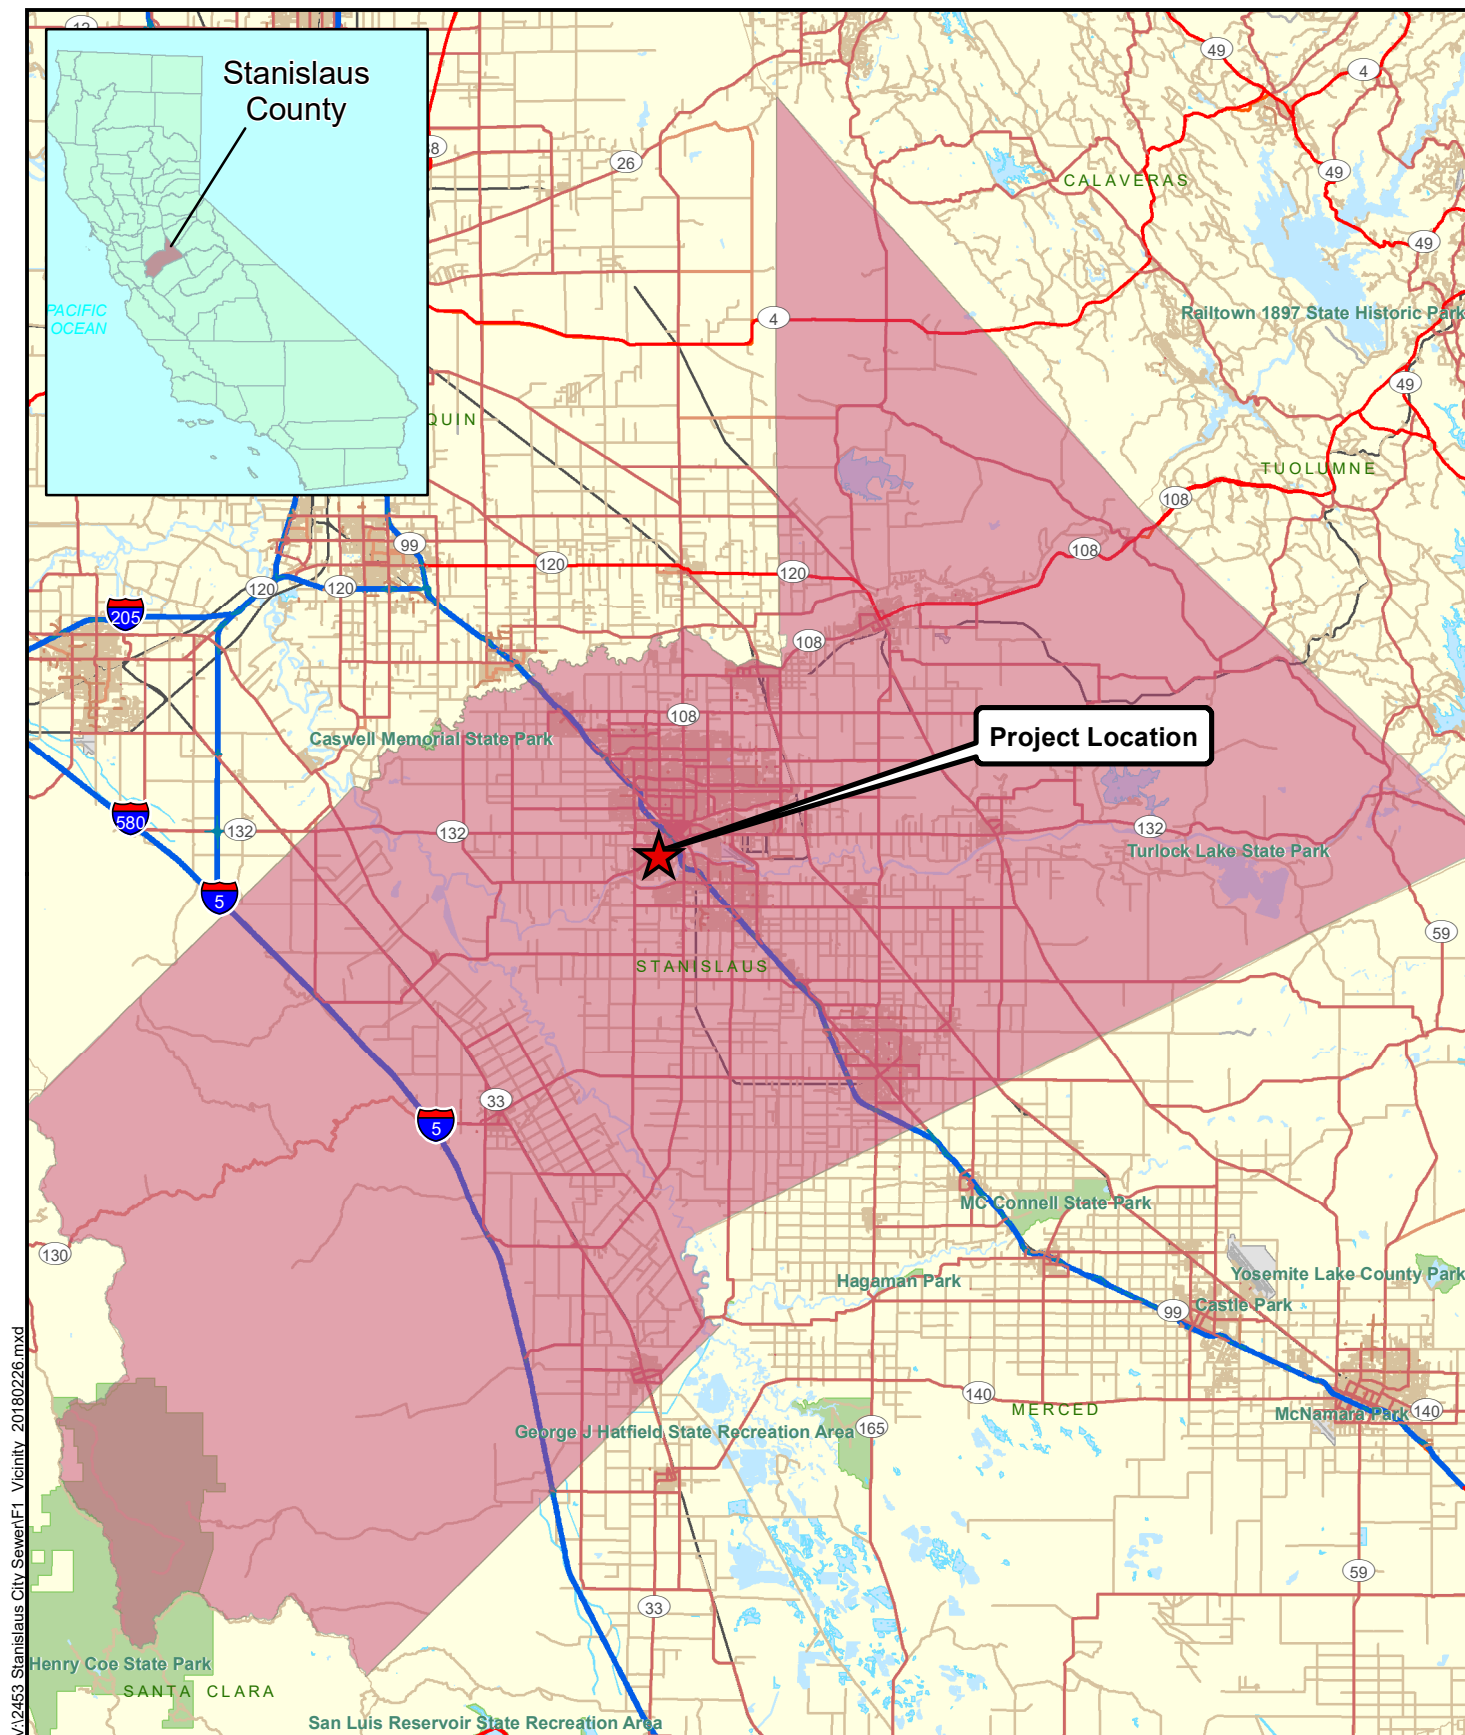 12
Stanislaus
County
PACIFIC
OCEAN
49
4
26
49
CALAVERAS
49
Railtown 1897 State Historic Park
4
49
QUIN
TUOLUMNE
108
99
108
120
120
120
120
205
108
108
Project Location
Caswell Memorial State Park
580
132
132
132
Turlock Lake State Park
5
59
STANISLAUS
33
5
MC Connell State Park
130
Hagaman Park
Yosemite Lake County Park
99
Castle Park
140
MERCED
McNamara Park
140
George J Hatfield State Recreation Area
165
59
33
Henry Coe State Park
SANTA CLARA
San Luis Reservoir State Recreation Area
V:\2453 Stanislaus City Sewer\F1_Vicinity_20180226.mxd